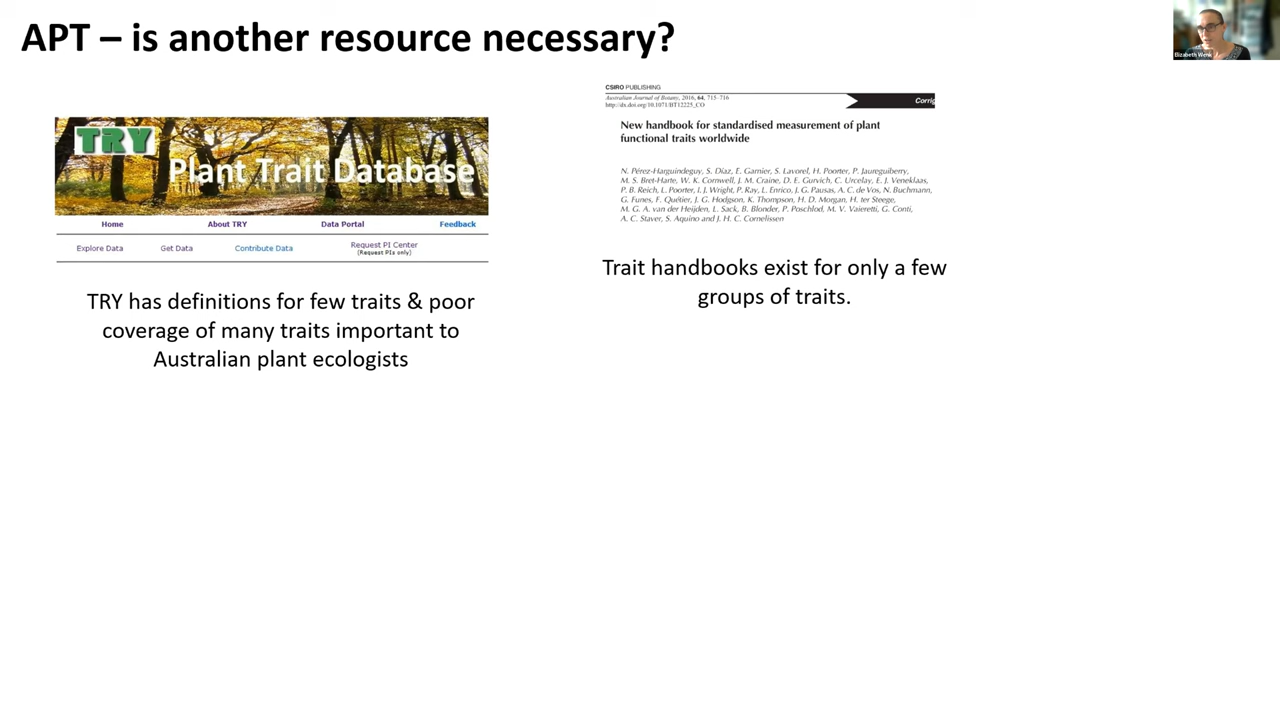 APT – is another resource necessary?
Elizabeth Wenk
TRY
Plant Trait Database
Home About TRY Data Portal Feedback
Explore Data Get Data Contribute Data Request PI Center
(Request PIs only)
TRY has definitions for few traits & poor
coverage of many traits important to
Australian plant ecologists
CSIRO PUBLISHING
Australian Journal of Botany, 2016, 64, 715–716
http://dx.doi.org/10.1071/BT12225_CO
Corrig
New handbook for standardised measurement of plant
functional traits worldwide
N. Pérez-Harguindeguy, S. Díaz, E. Garnier, S. Lavorel, H. Poorter, P. Jaureguiberry,
M. S. Bret-Harte, W. K. Cornwell, J. M. Craine, D. E. Gurvich, C. Urcelay, E. J. Veneklaas,
P. B. Reich, L. Poorter, I. J. Wright, P. Ray, L. Enrico, J. G. Pausas, A. C. de Vos, N. Buchmann,
G. Funes, F. Quétier, J. G. Hodgson, K. Thompson, H. D. Morgan, H. ter Steege,
M. G. A. van der Heijden, L. Sack, B. Blonder, P. Poschlod, M. V. Vaieretti, G. Conti,
A. C. Staver, S. Aquino and J. H. C. Cornelissen
Trait handbooks exist for only a few
groups of traits.